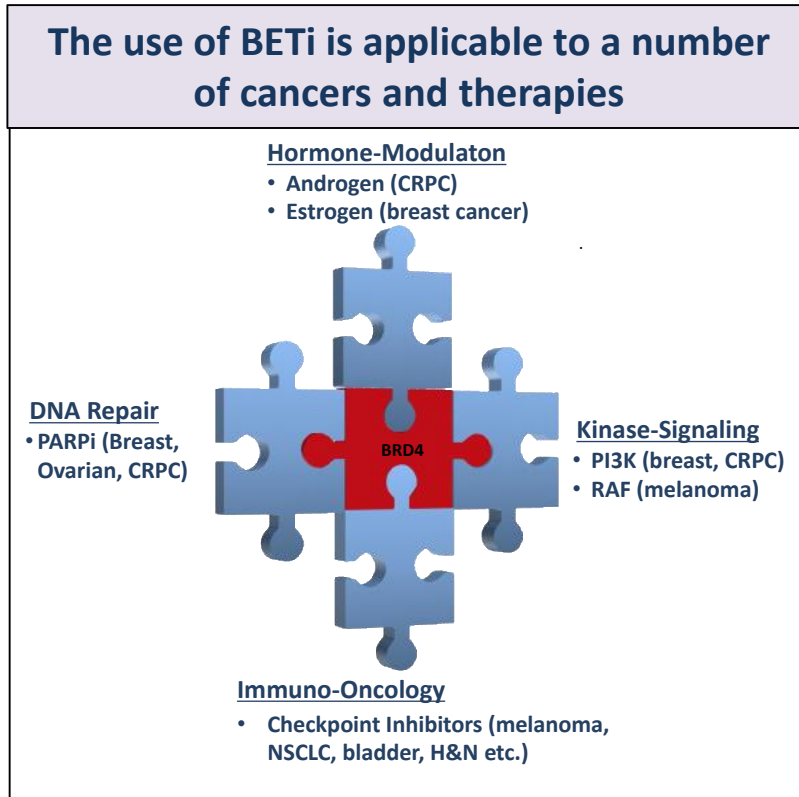 The use of BETi is applicable to a number
of cancers and therapies
Hormone-Modulaton
• Androgen (CRPC)
• Estrogen (breast cancer)
.
DNA Repair
• PARPi (Breast,
Ovarian, CRPC)
BRD4
Kinase-Signaling
• PI3K (breast, CRPC)
• RAF (melanoma)
Immuno-Oncology
• Checkpoint Inhibitors (melanoma,
NSCLC, bladder, H&N etc.)